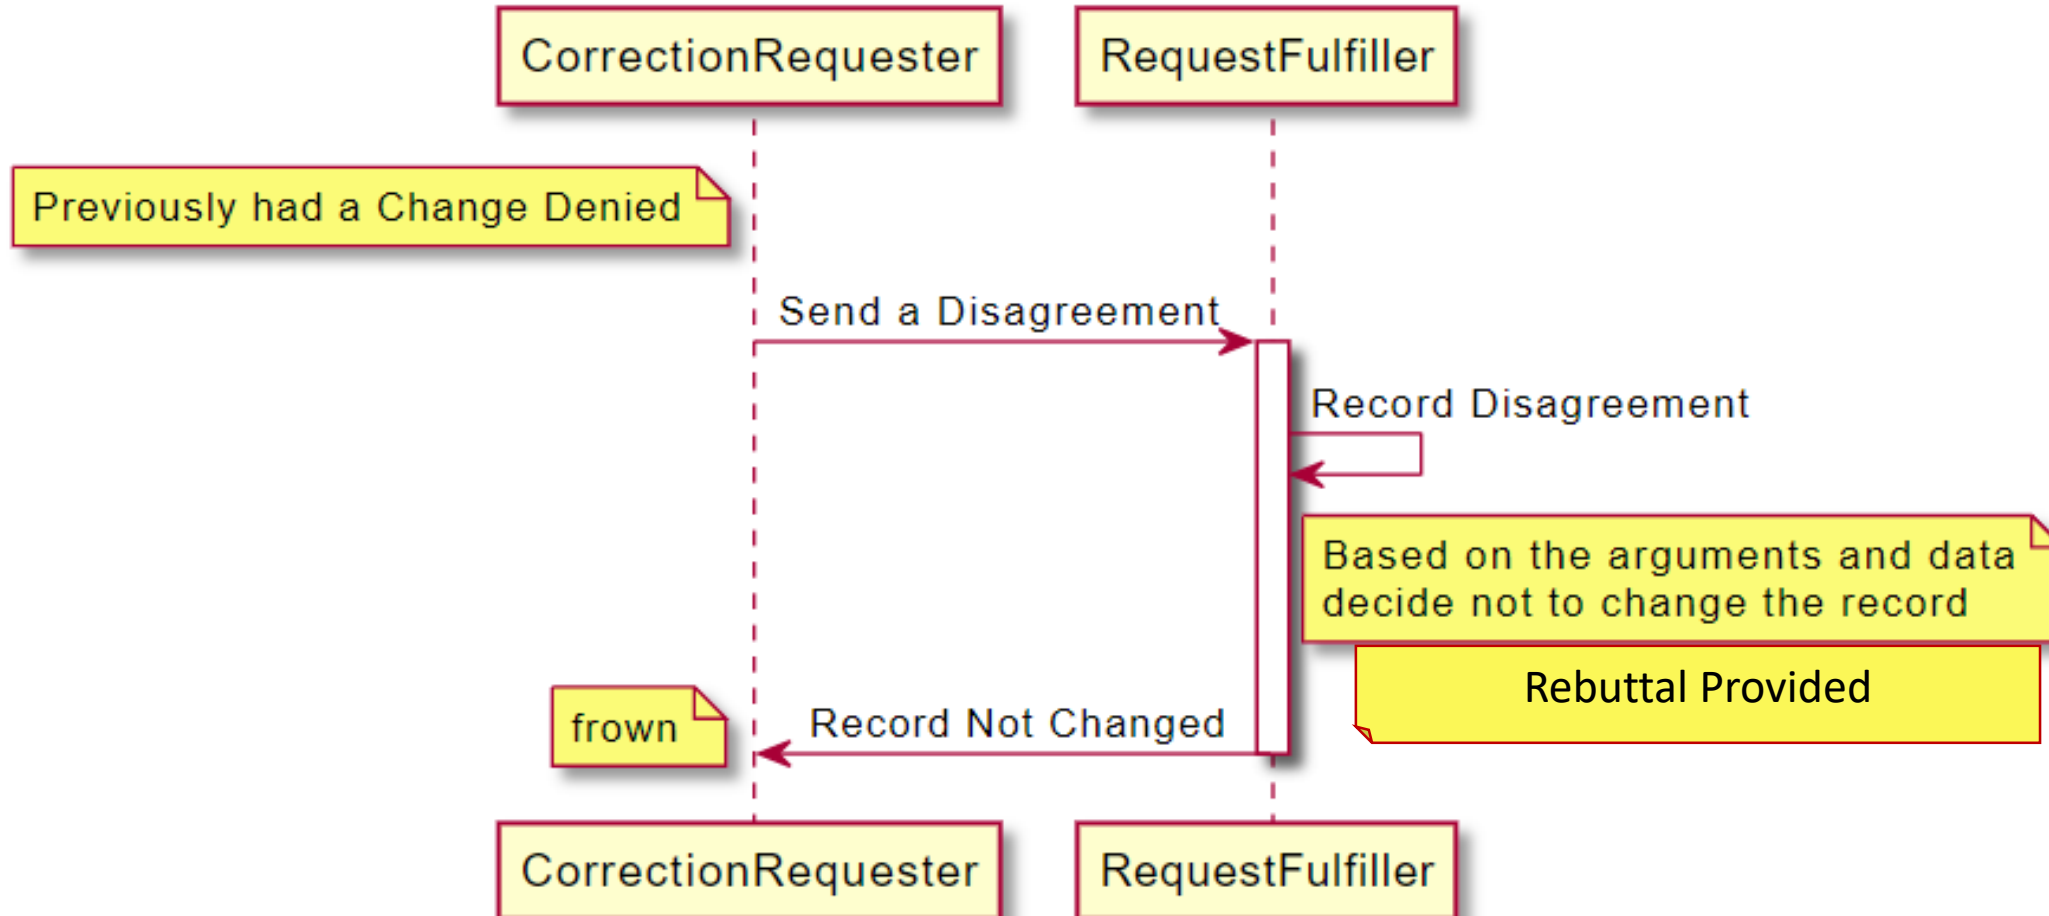 CorrectionRequester
RequestFulfiller
Previously had a Change Denied
Send a Disagreement
Record Disagreement
Based on the arguments and data
decide not to change the record
Rebuttal Provided
frown
Record Not Changed
CorrectionRequester
RequestFulfiller